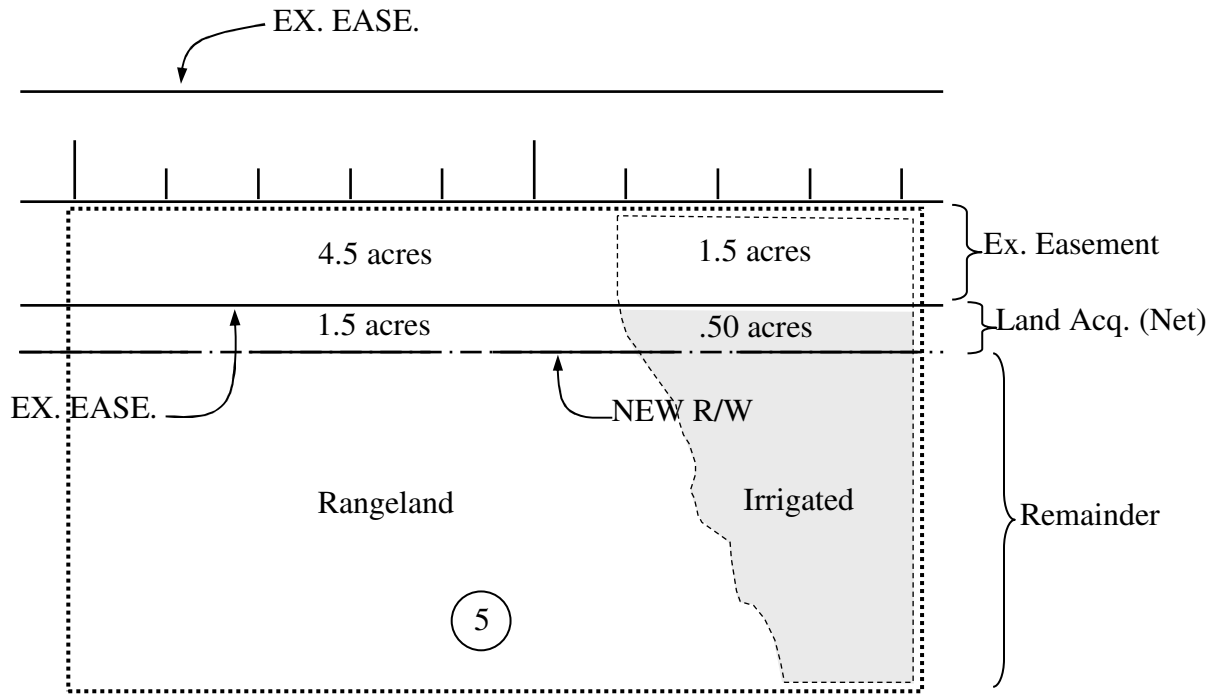 EX. EASE.
4.5 acres
1.5 acres
Ex. Easement
1.5 acres
.50 acres
Land Acq. (Net)
EX. EASE.
NEW R/W
Rangeland
Irrigated
Remainder
5